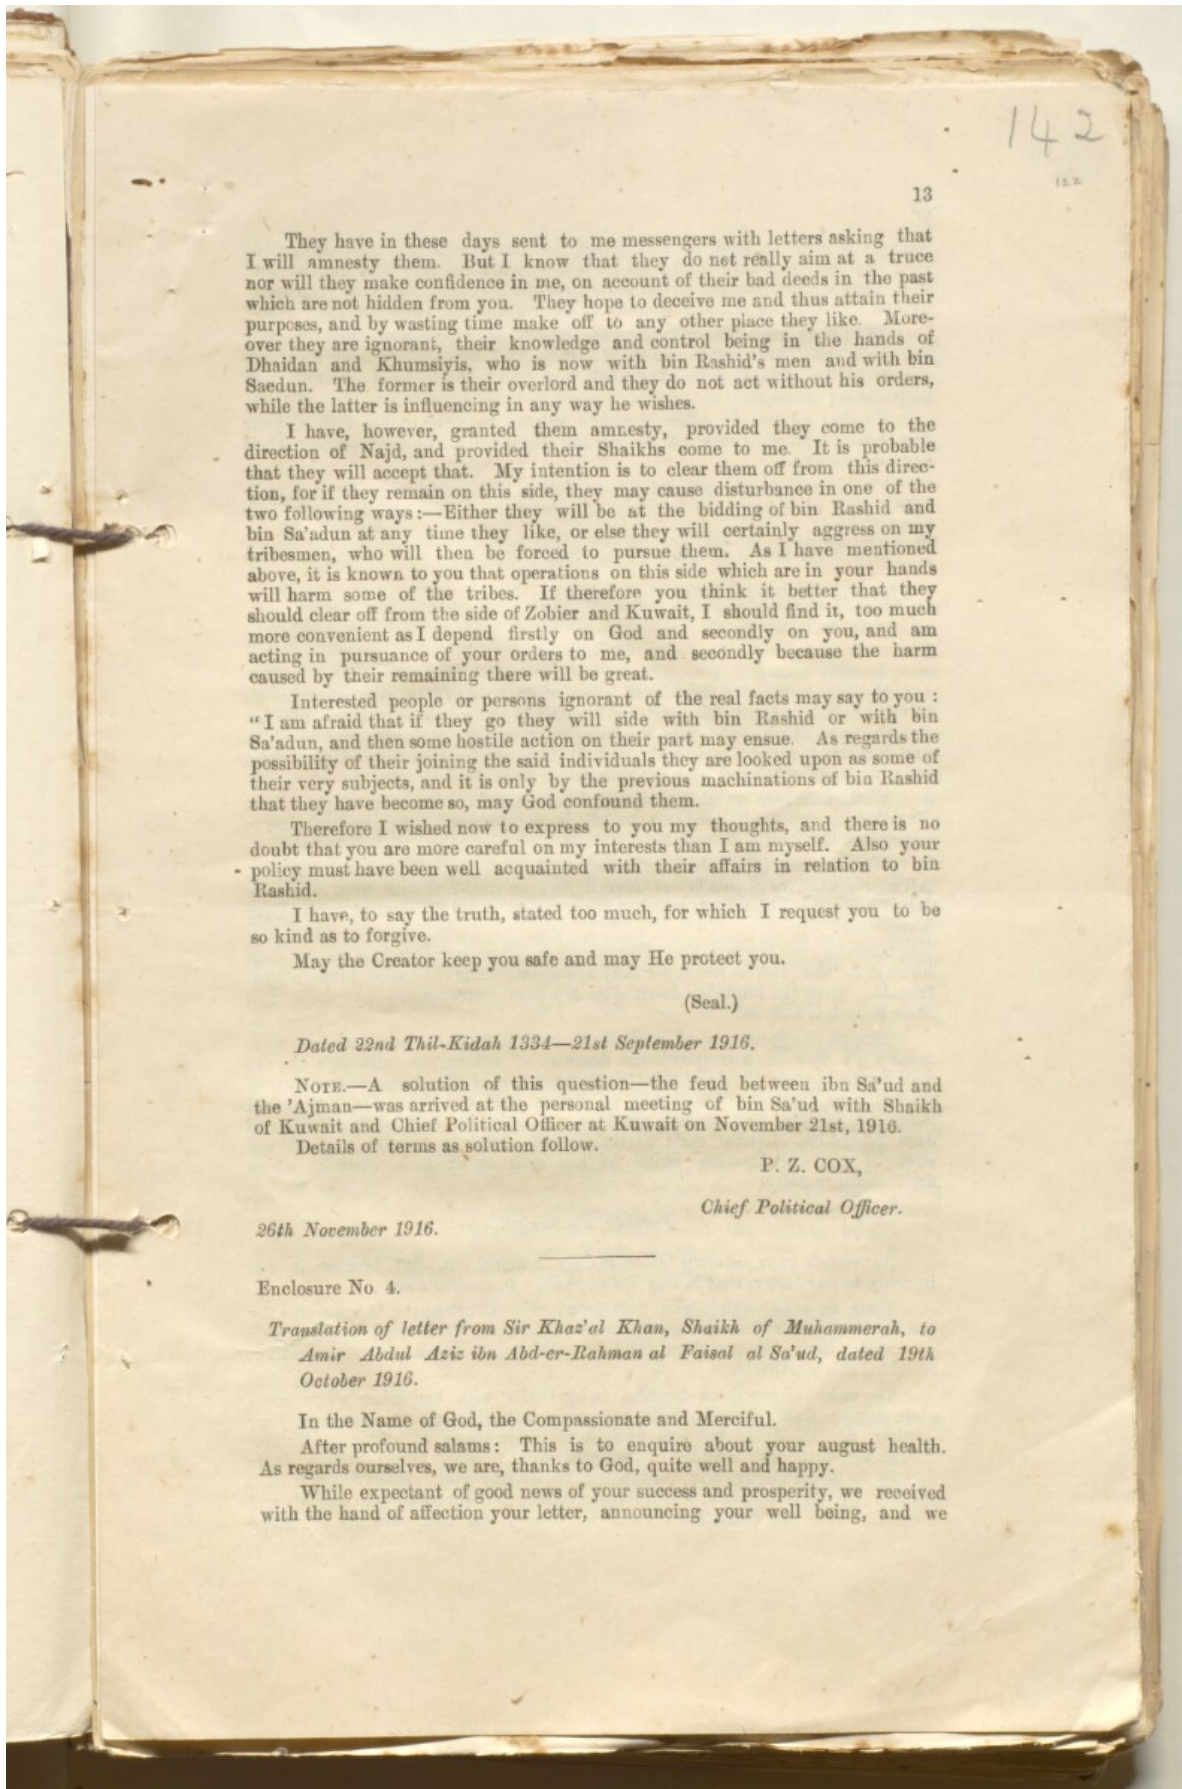 142
122
13
They have in these days sent to me messengers with letters asking that
I will amnesty them. But I know that they do not really aim at a truce
nor will they make confidence in me, on account of their bad deeds in the past
which are not hidden from you. They hope to deceive me and thus attain their
purposes, and by wasting time make off to any other place they like. More-
over they are ignorant, their knowledge and control being in the hands of
Dhaidan and Khumsiyis, who is now with bin Rashid's men and with bin
Saedun. The former is their overlord and they do not act without his orders,
while the latter is influencing in any way he wishes.
I have, however, granted them amnesty, provided they come to the
direction of Najd, and provided their Shaikhs come to me. It is probable
that they will accept that. My intention is to clear them off from this direc-
tion, for if they remain on this side, they may cause disturbance in one of the
two following ways :—Either they will be at the bidding of bin Rashid and
bin Sa'adun at any time they like, or else they will certainly aggress on my
tribesmen, who will then be forced to pursue them. As I have mentioned
above, it is known to you that operations on this side which are in your hands
will harm some of the tribes. If therefore you think it better that they
should clear off from the side of Zobier and Kuwait, I should find it, too much
more convenient as I depend firstly on God and secondly on you, and am
acting in pursuance of your orders to me, and secondly because the harm
caused by their remaining there will be great.
Interested people or persons ignorant of the real facts may say to you :
"I am afraid that if they go they will side with bin Rashid or with bin
Sa'adun, and then some hostile action on their part may ensue. As regards the
possibility of their joining the said individuals they are looked upon as some of
their very subjects, and it is only by the previous machinations of bin Rashid
that they have become so, may God confound them.
Therefore I wished now to express to you my thoughts, and there is no
doubt that you are more careful on my interests than I am myself. Also your
policy must have been well acquainted with their affairs in relation to bin
Rashid.
I have, to say the truth, stated too much, for which I request you to be
so kind as to forgive.
May the Creator keep you safe and may He protect you.
(Seal.)
Dated 22nd Thil-Kidah 1334—21st September 1916.
NOTE.—A solution of this question—the feud between ibn Sa'ud and
the 'Ajman—was arrived at the personal meeting of bin Sa'ud with Shaikh
of Kuwait and Chief Political Officer at Kuwait on November 21st, 1916.
Details of terms as solution follow.
P. Z. COX,
Chief Political Officer.
26th November 1916.
Enclosure No 4.
Translation of letter from Sir Khaz'al Khan, Shaikh of Muhammerah, to
Amir Abdul Aziz ibn Abd-er-Rahman al Faisal al Sa'ud, dated 19th
October 1916.
In the Name of God, the Compassionate and Merciful.
After profound salams: This is to enquire about your august health.
As regards ourselves, we are, thanks to God, quite well and happy.
While expectant of good news of your success and prosperity, we received
with the hand of affection your letter, announcing your well being, and we